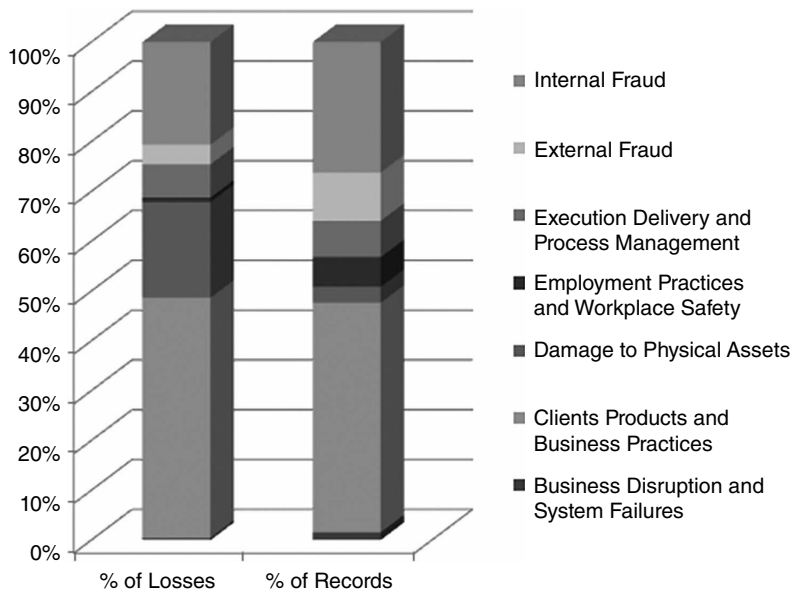 100%
90%
80%
70%
60%
50%
40%
30%
20%
10%
0%
% of Losses
% of Records
Internal Fraud
External Fraud
Execution Delivery and
Process Management
Employment Practices
and Workplace Safety
Damage to Physical Assets
Clients Products and
Business Practices
Business Disruption and
System Failures